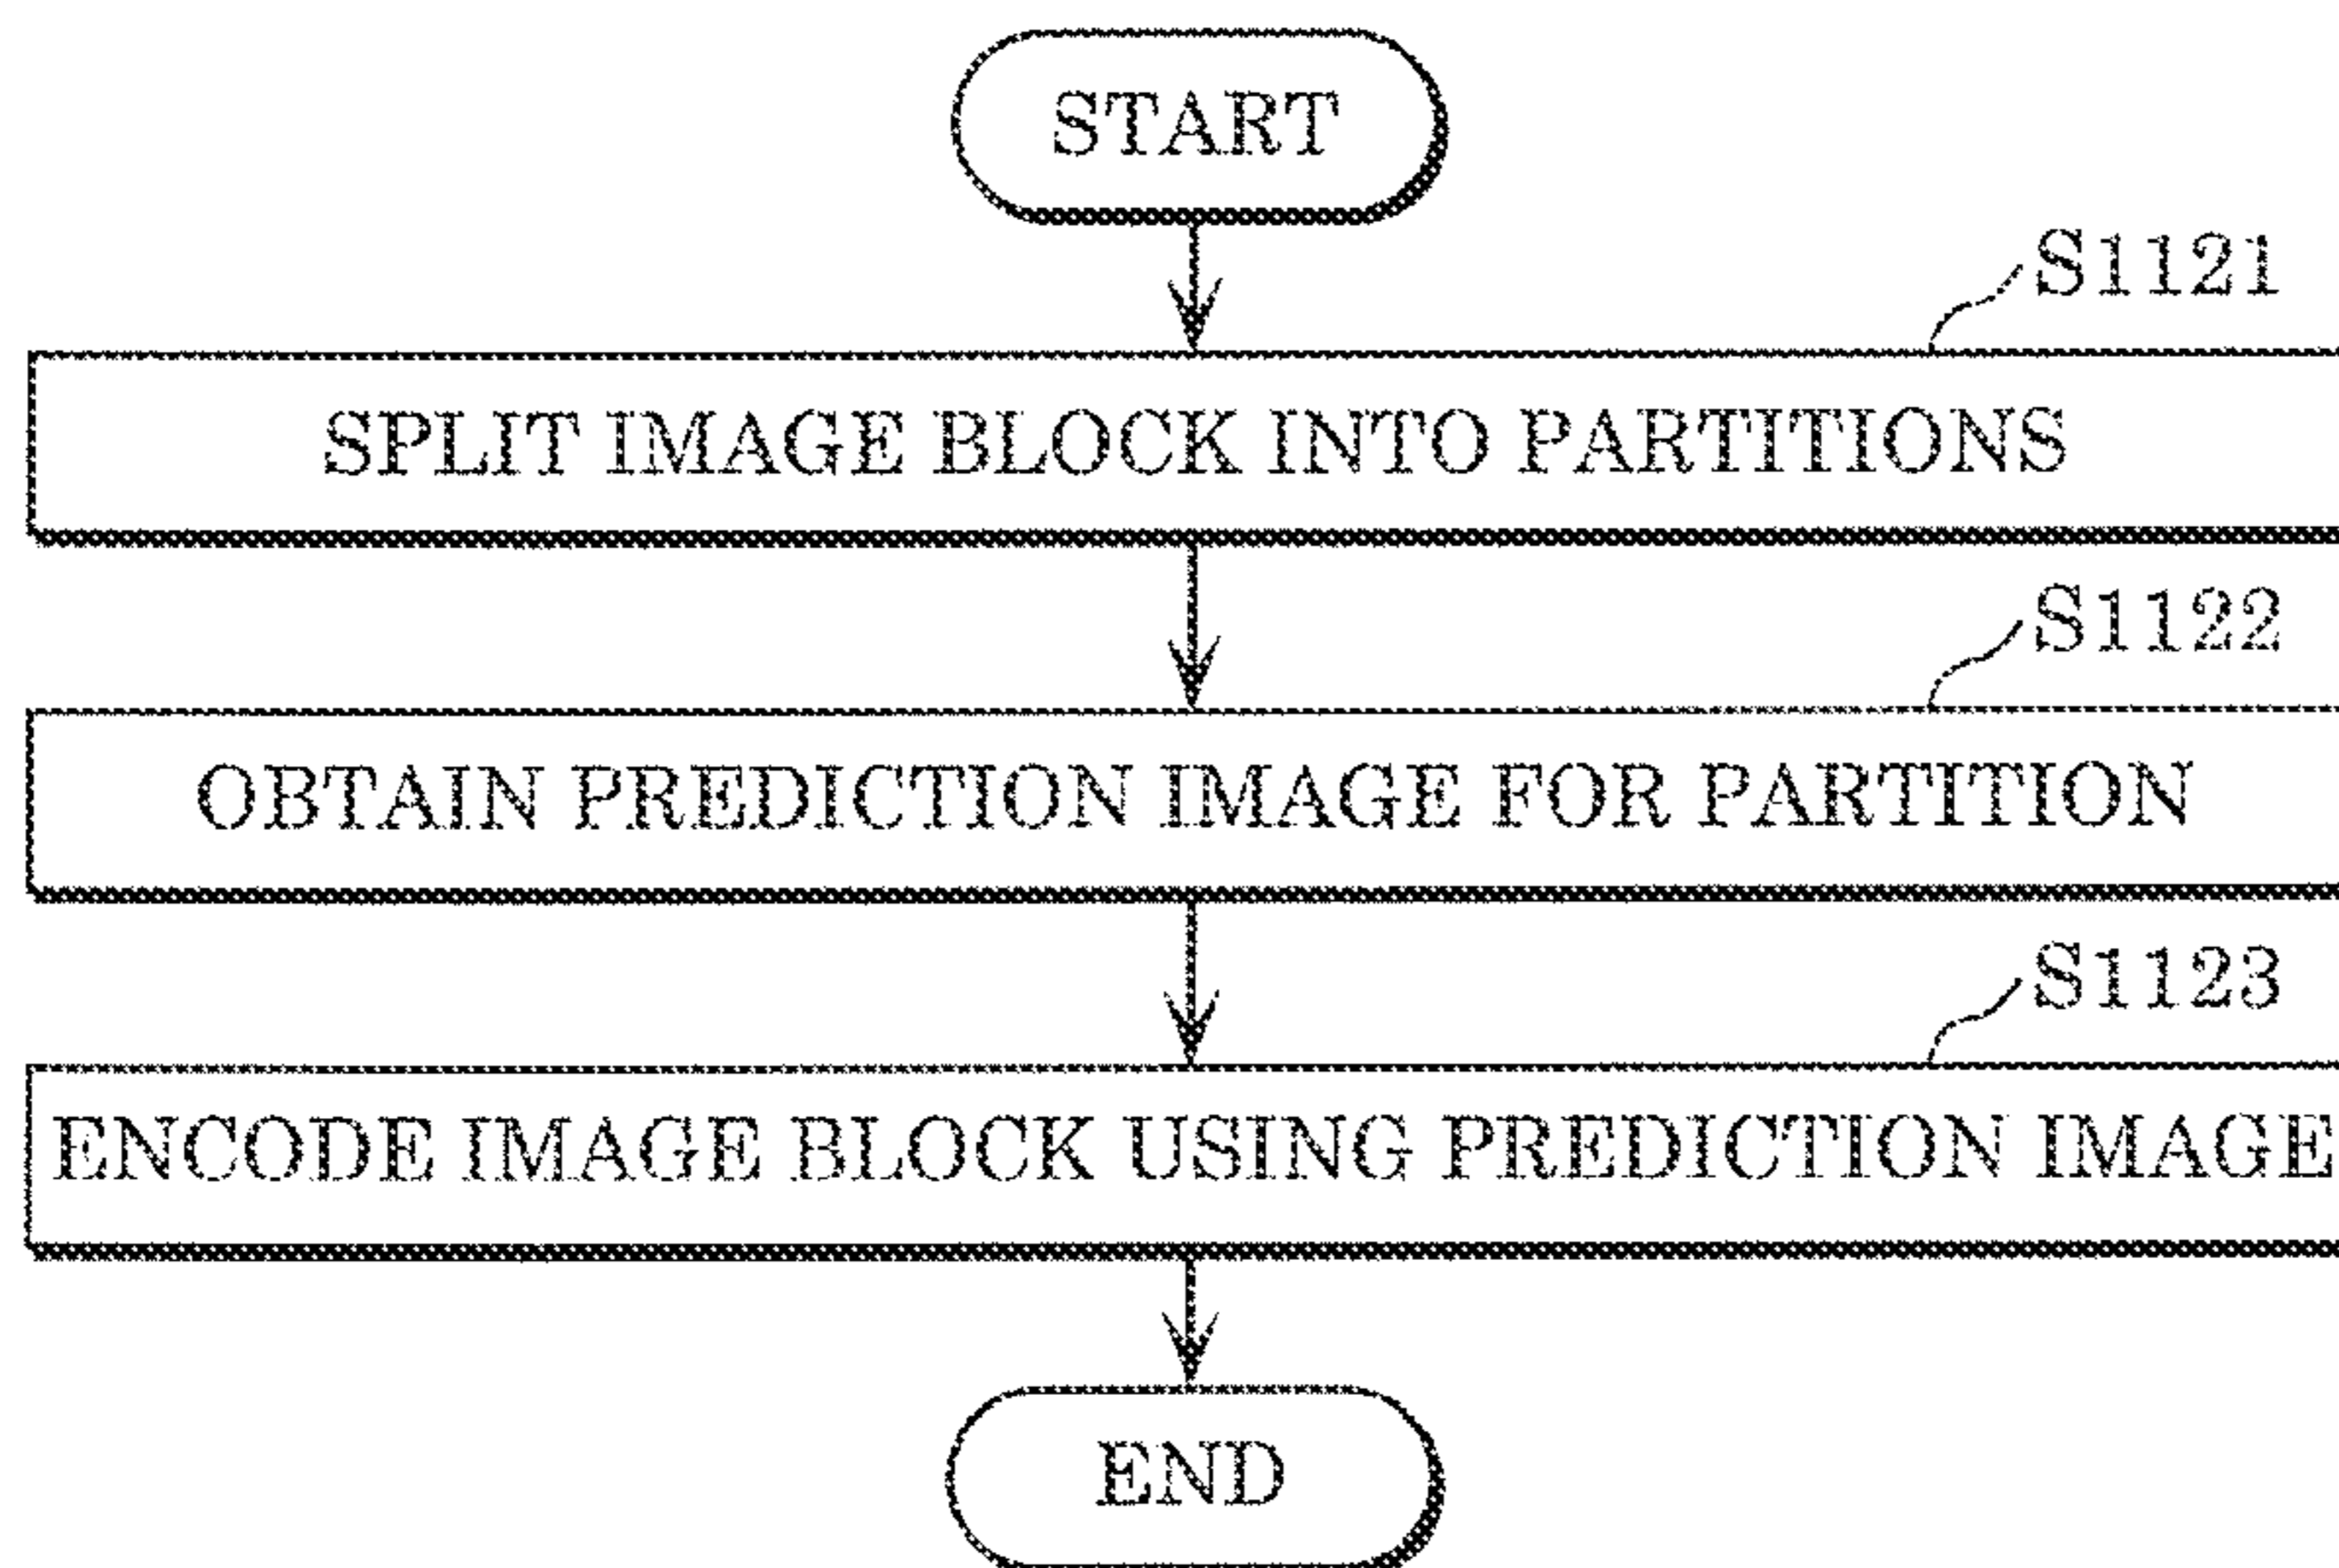 START
S1121
SPLIT IMAGE BLOCK INTO PARTITIONS
S1122
OBTAIN PREDICTION IMAGE FOR PARTITION
S1123
ENCODE IMAGE BLOCK USING PREDICTION IMAGE
END